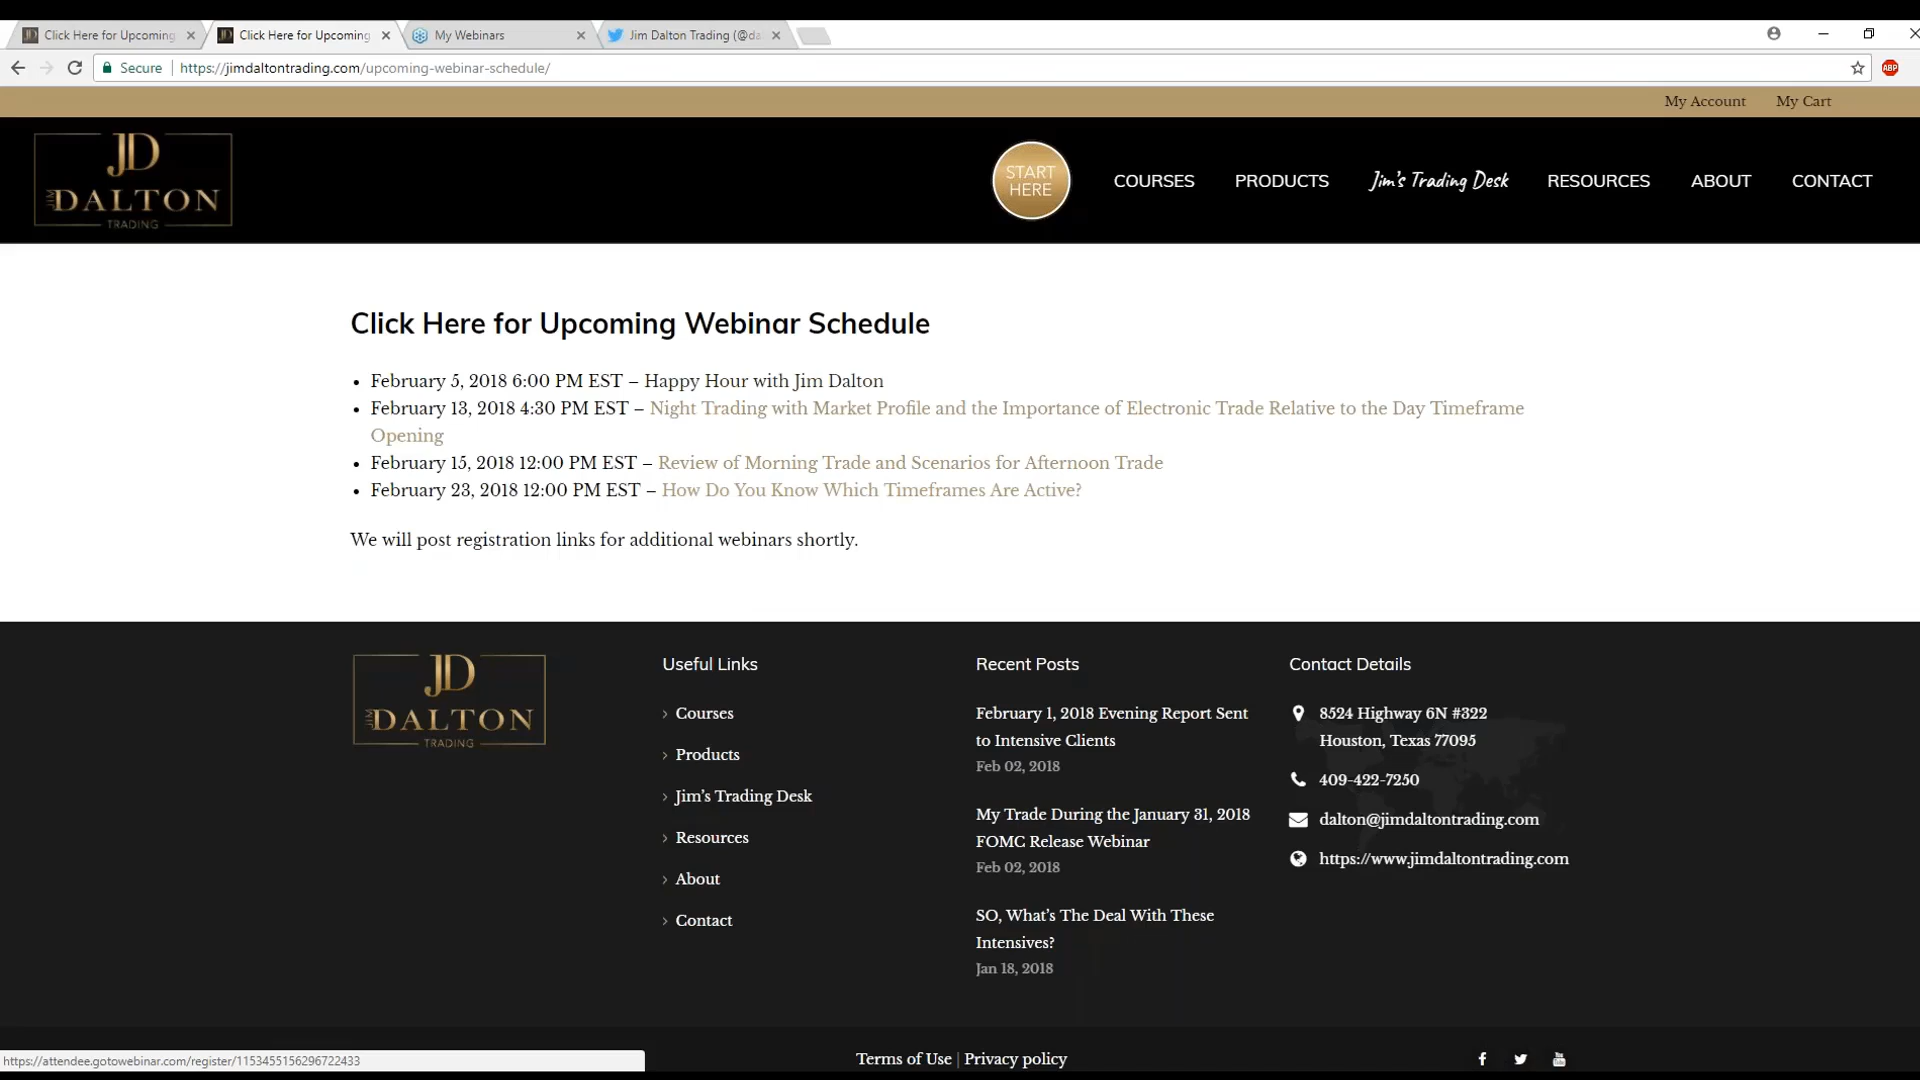 Click Here for Upcoming
Click Here for Upcoming
My Webinars
Jim Dalton Trading (@da
Secure
https://jimdaltontrading.com/upcoming-webinar-schedule/
ABP
My Account
My Cart
JD
JIM
DALTON
TRADING
START
HERE
COURSES
PRODUCTS
Jim's Trading Desk
RESOURCES
ABOUT
CONTACT
Click Here for Upcoming Webinar Schedule
• February 5, 2018 6:00 PM EST – Happy Hour with Jim Dalton
• February 13, 2018 4:30 PM EST – Night Trading with Market Profile and the Importance of Electronic Trade Relative to the Day Timeframe
Opening
• February 15, 2018 12:00 PM EST – Review of Morning Trade and Scenarios for Afternoon Trade
• February 23, 2018 12:00 PM EST – How Do You Know Which Timeframes Are Active?
We will post registration links for additional webinars shortly.
JD
JIM
DALTON
TRADING
Useful Links
Courses
Products
Jim's Trading Desk
Resources
About
Contact
Recent Posts
February 1, 2018 Evening Report Sent
to Intensive Clients
Feb 02, 2018
My Trade During the January 31, 2018
FOMC Release Webinar
Feb 02, 2018
SO, What's The Deal With These
Intensives?
Jan 18, 2018
Contact Details
8524 Highway 6N #322
Houston, Texas 77095
409-422-7250
dalton@jimdaltontrading.com
https://www.jimdaltontrading.com
https://attendee.gotowebinar.com/register/1153455156296722433
Terms of Use | Privacy policy